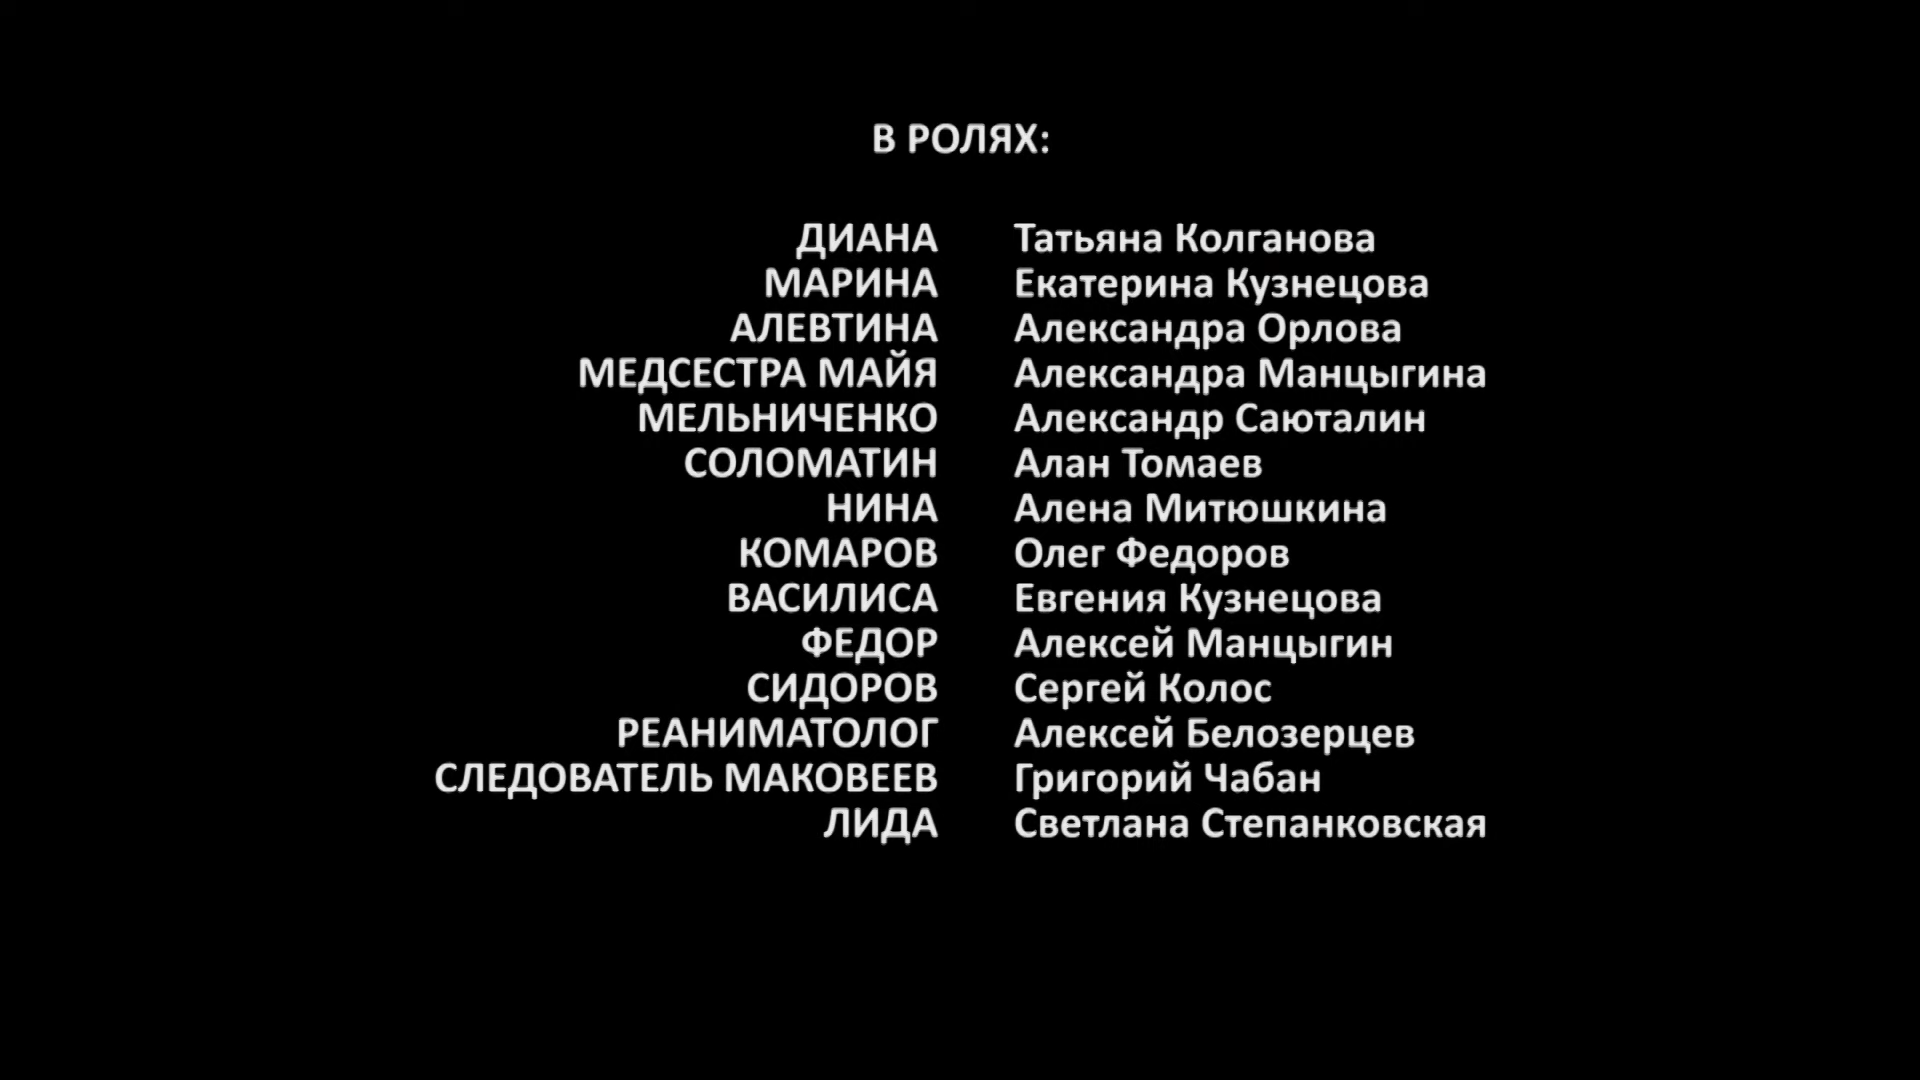 В РОЛЯХ:
ДИАНА Татьяна Колганова
МАРИНА Екатерина Кузнецова
АЛЕВТИНА Александра Орлова
МЕДСЕСТРА МАЙЯ Александра Манцыгина
МЕЛЬНИЧЕНКО Александр Саюталин
СОЛОМАТИН Алан Томаев
НИНА Алена Митюшкина
КОМАРОВ Олег Федоров
ВАСИЛИСА Евгения Кузнецова
ФЕДОР Алексей Манцыгин
СИДОРОВ Сергей Колос
РЕАНИМАТОЛОГ Алексей Белозерцев
СЛЕДОВАТЕЛЬ МАКОВЕЕВ Григорий Чабан
ЛИДА Светлана Степанковская